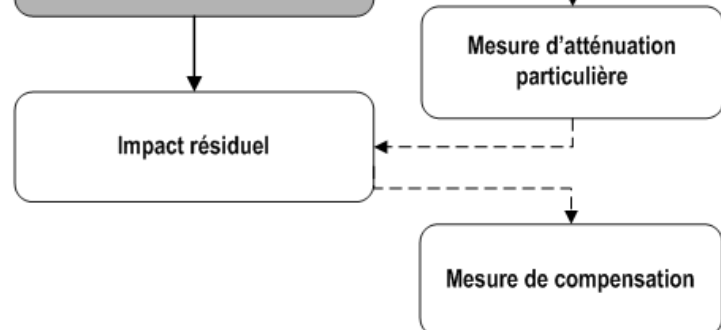 Mesure d'atténuation
particulière
Impact résiduel
Mesure de compensation